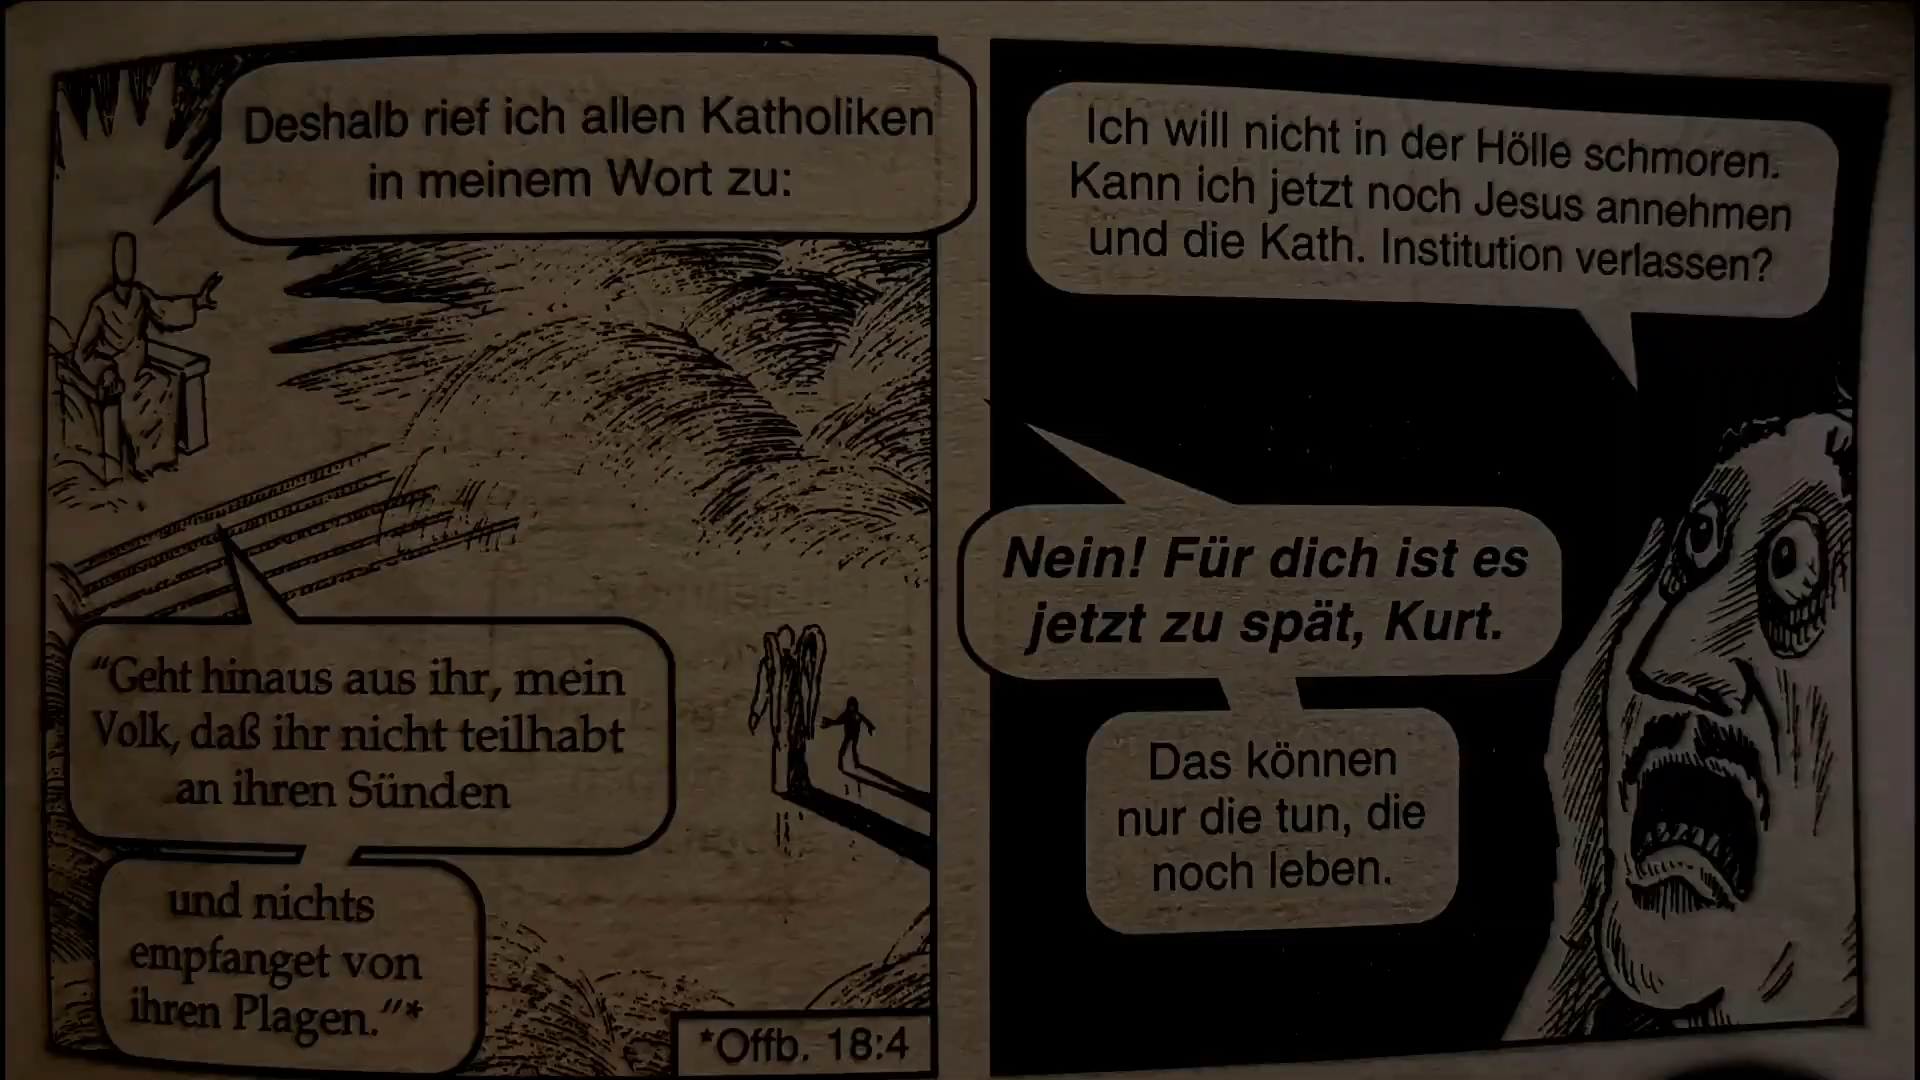 Deshalb rief ich allen Katholiken
in meinem Wort zu:
“Geht hinaus aus ihr, mein
Volk, daß ihr nicht teilhabt
an ihren Sünden
und nichts
empfanget von
ihren Plagen.”*
*Offb. 18:4
Ich will nicht in der Hölle schmoren.
Kann ich jetzt noch Jesus annehmen
und die Kath. Institution verlassen?
Nein! Für dich ist es
jetzt zu spät, Kurt.
Das können
nur die tun, die
noch leben.